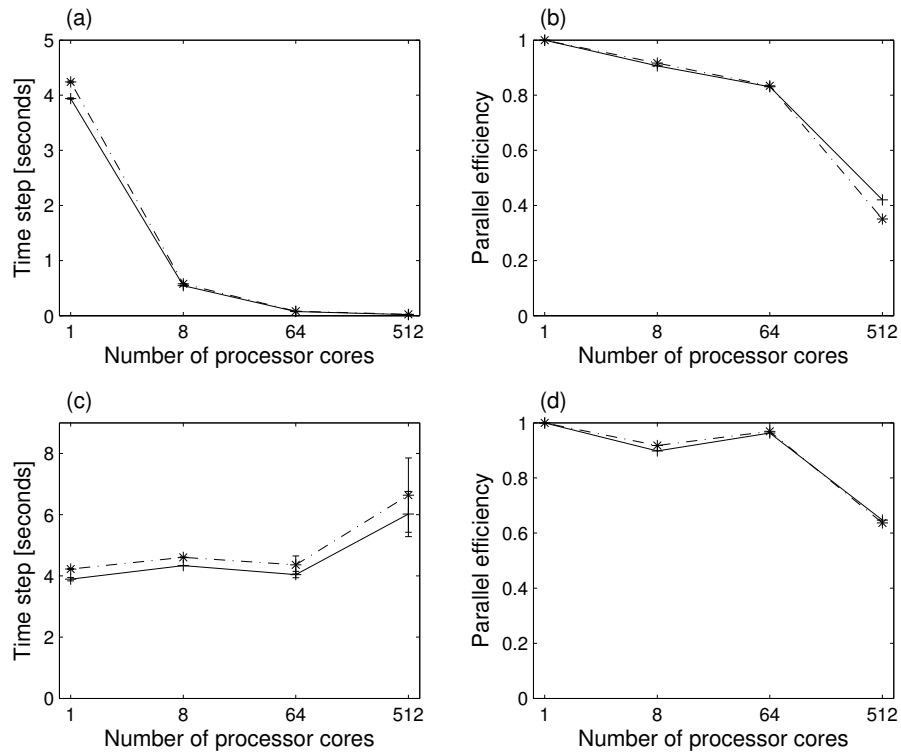 (a)
Time step [seconds]
5
4
3
2
1
0
1 8 64 512
Number of processor cores
(b)
Parallel efficiency
1
0.8
0.6
0.4
0.2
0
1 8 64 512
Number of processor cores
(c)
Time step [seconds]
8
6
4
2
0
1 8 64 512
Number of processor cores
(d)
Parallel efficiency
1
0.8
0.6
0.4
0.2
0
1 8 64 512
Number of processor cores